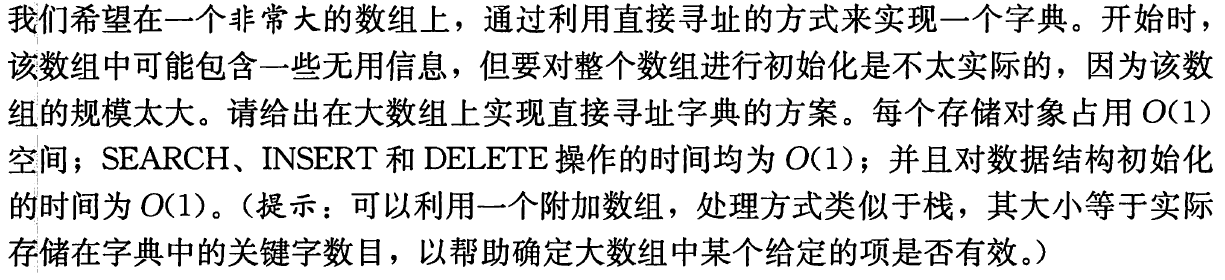 我们希望在一个非常大的数组上，通过利用直接寻址的方式来实现一个字典。开始时，
该数组中可能包含一些无用信息，但要对整个数组进行初始化是不太实际的，因为该数
组的规模太大。请给出在大数组上实现直接寻址字典的方案。每个存储对象占用 O(1)
空间；SEARCH、INSERT 和 DELETE 操作的时间均为 O(1)；并且对数据结构初始化
的时间为 O(1)。（提示：可以利用一个附加数组，处理方式类似于栈，其大小等于实际
存储在字典中的关键字数目，以帮助确定大数组中某个给定的项是否有效。）